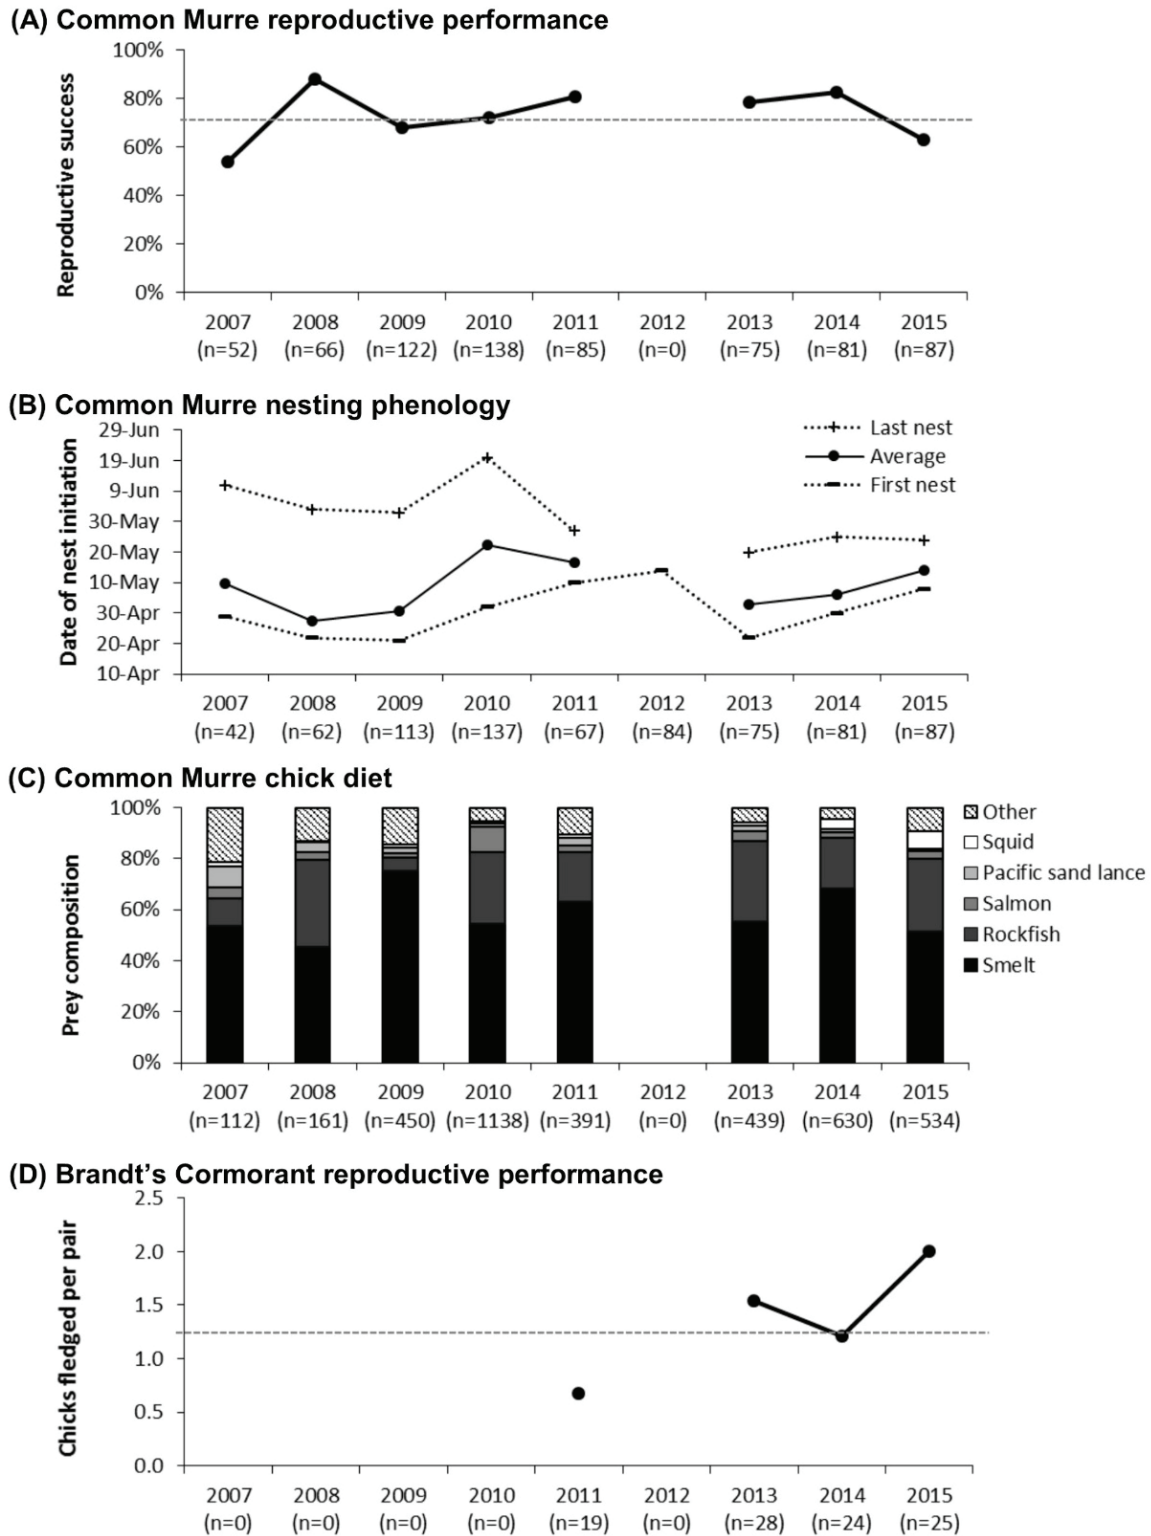 (A) Common Murre reproductive performance
Reproductive success
100%
80%
60%
40%
20%
0%
2007 2008 2009 2010 2011 2012 2013 2014 2015
(n=52) (n=66) (n=122) (n=138) (n=85) (n=0) (n=75) (n=81) (n=87)
(B) Common Murre nesting phenology
Date of nest initiation
29-Jun
19-Jun
9-Jun
30-May
20-May
10-May
30-Apr
20-Apr
10-Apr
Last nest
Average
First nest
2007 2008 2009 2010 2011 2012 2013 2014 2015
(n=42) (n=62) (n=113) (n=137) (n=67) (n=84) (n=75) (n=81) (n=87)
(C) Common Murre chick diet
Prey composition
100%
80%
60%
40%
20%
0%
Other
Squid
Pacific sand lance
Salmon
Rockfish
Smelt
2007 2008 2009 2010 2011 2012 2013 2014 2015
(n=112) (n=161) (n=450) (n=1138) (n=391) (n=0) (n=439) (n=630) (n=534)
(D) Brandt’s Cormorant reproductive performance
Chicks fledged per pair
2.5
2.0
1.5
1.0
0.5
0.0
2007 2008 2009 2010 2011 2012 2013 2014 2015
(n=0) (n=0) (n=0) (n=0) (n=19) (n=0) (n=28) (n=24) (n=25)